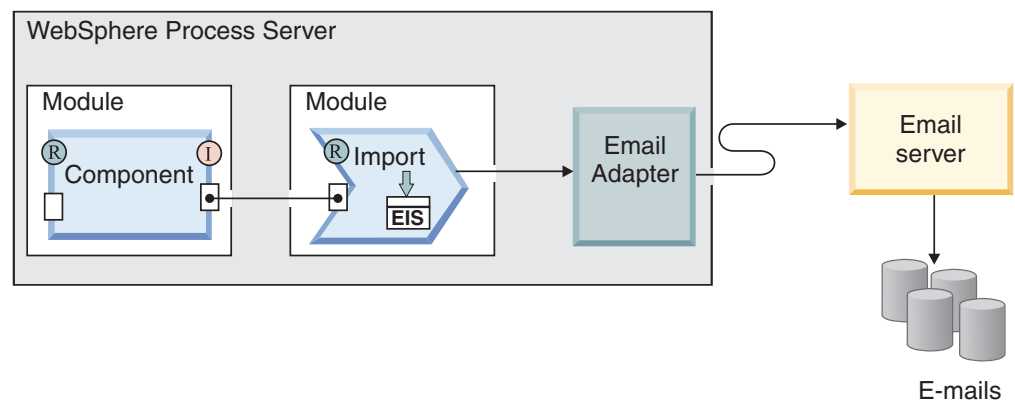 WebSphere Process Server
Module
R
I
Component
Module
R
Import
EIS
Email
Adapter
Email
server
E-mails